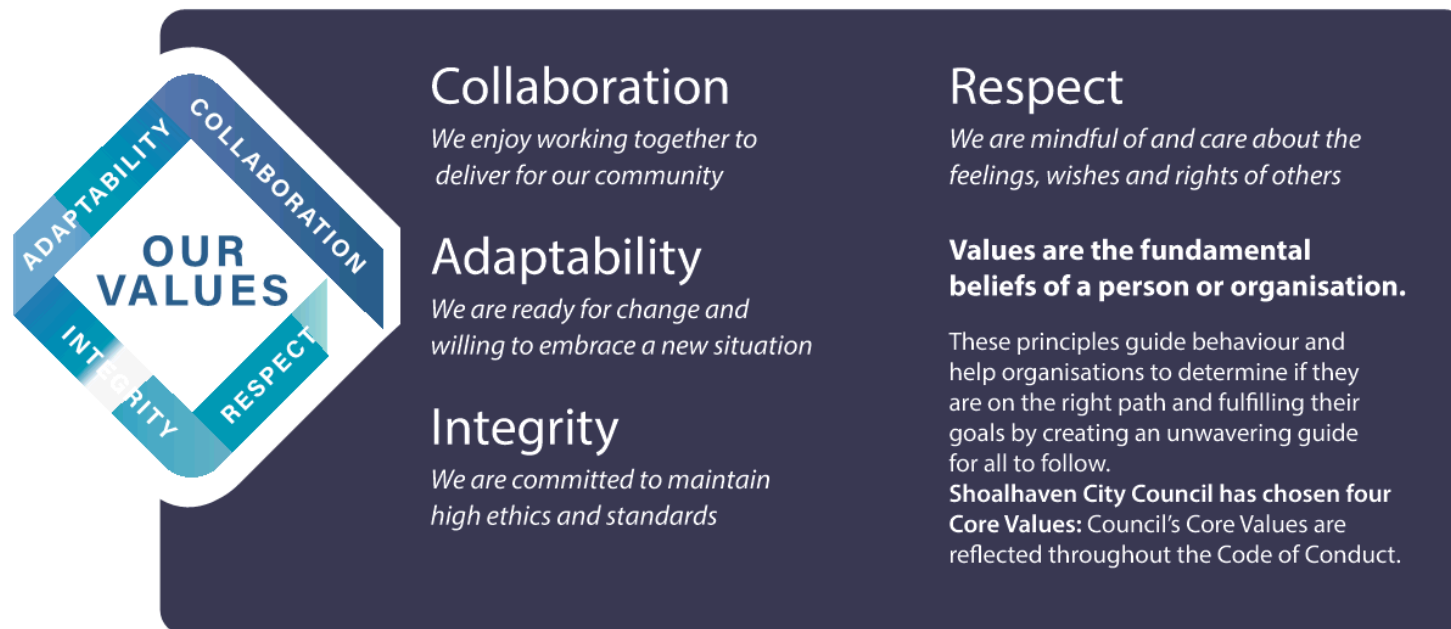 ADAPTABILITY
COLLABORATION
OUR
VALUES
INTEGRITY
RESPECT
Collaboration
We enjoy working together to
deliver for our community
Adaptability
We are ready for change and
willing to embrace a new situation
Integrity
We are committed to maintain
high ethics and standards
Respect
We are mindful of and care about the
feelings, wishes and rights of others
Values are the fundamental
beliefs of a person or organisation.
These principles guide behaviour and
help organisations to determine if they
are on the right path and fulfilling their
goals by creating an unwavering guide
for all to follow.
Shoalhaven City Council has chosen four
Core Values: Council’s Core Values are
reflected throughout the Code of Conduct.